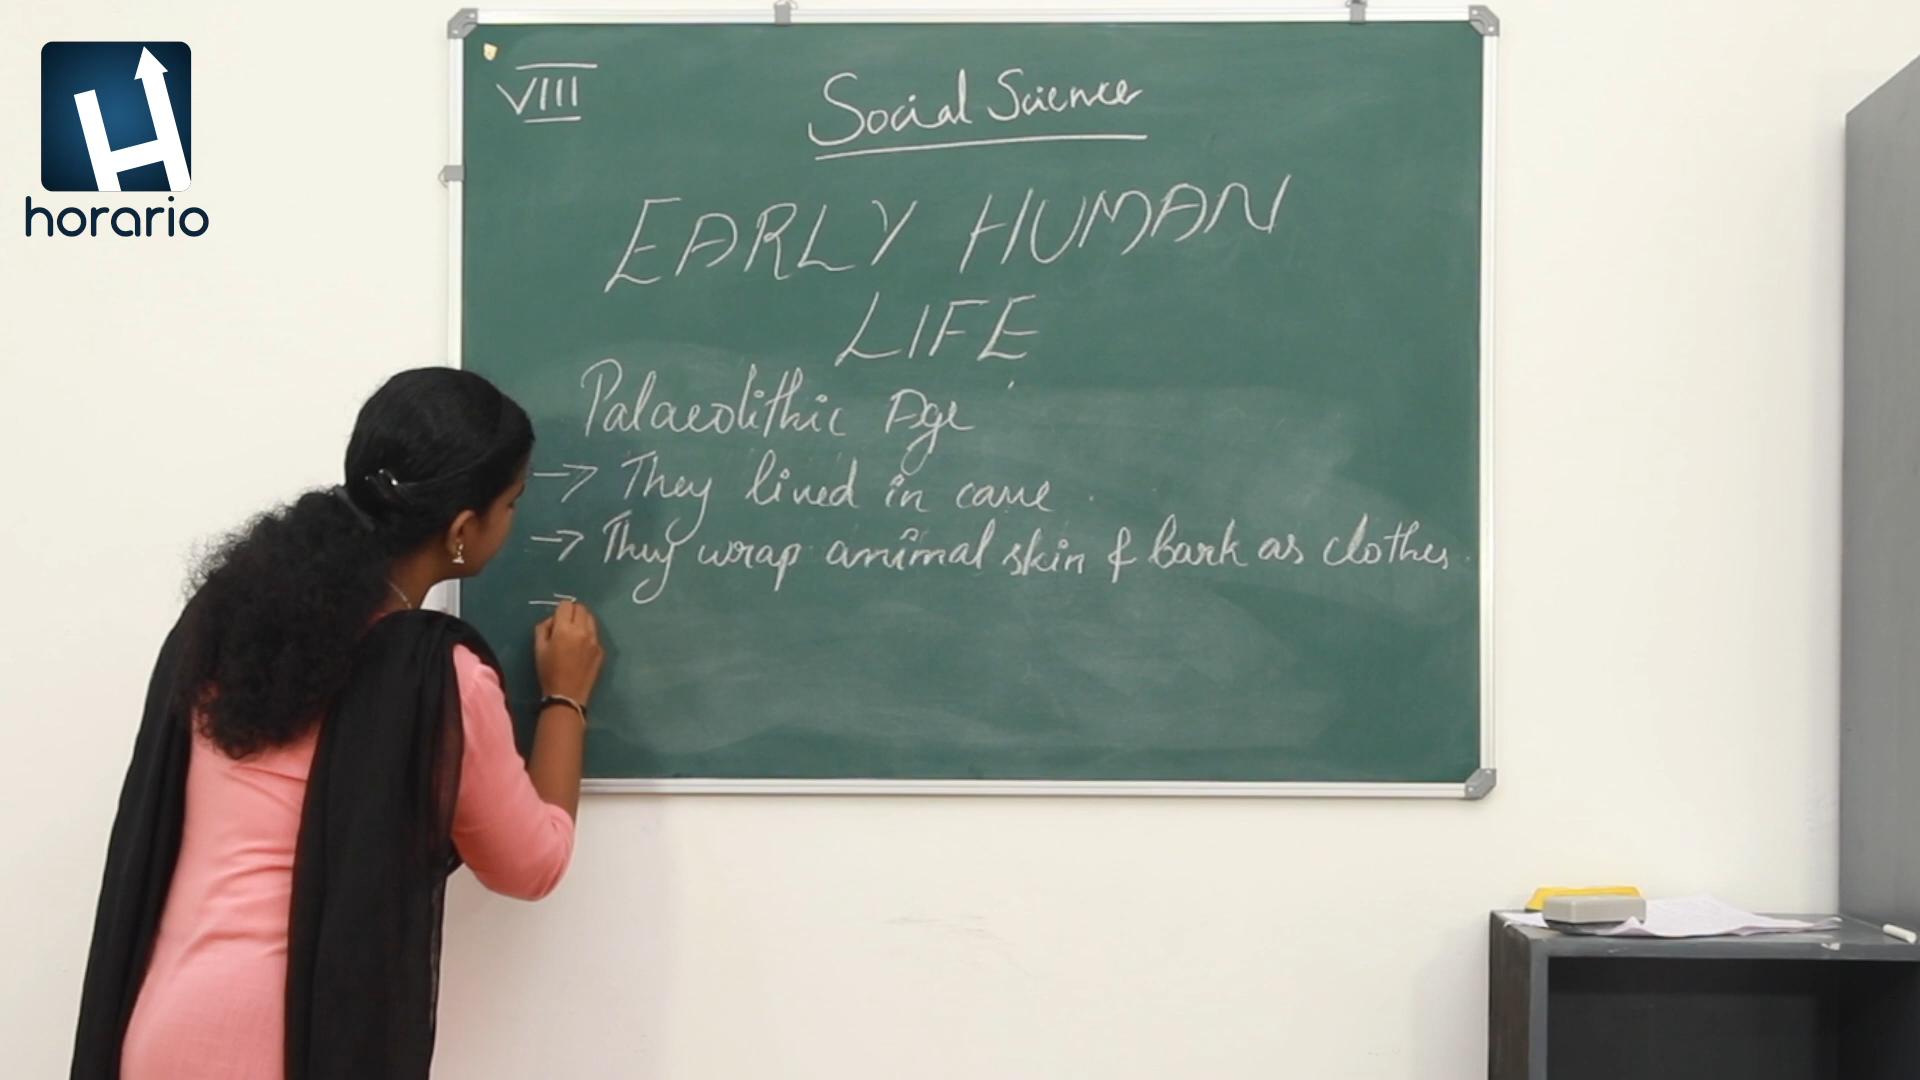 horario
VIII
Social Science
EARLY HUMAN
LIFE
Palaeolithic Age
→ They lived in cave.
→ They wrap animal skin & bark as clothes.
→